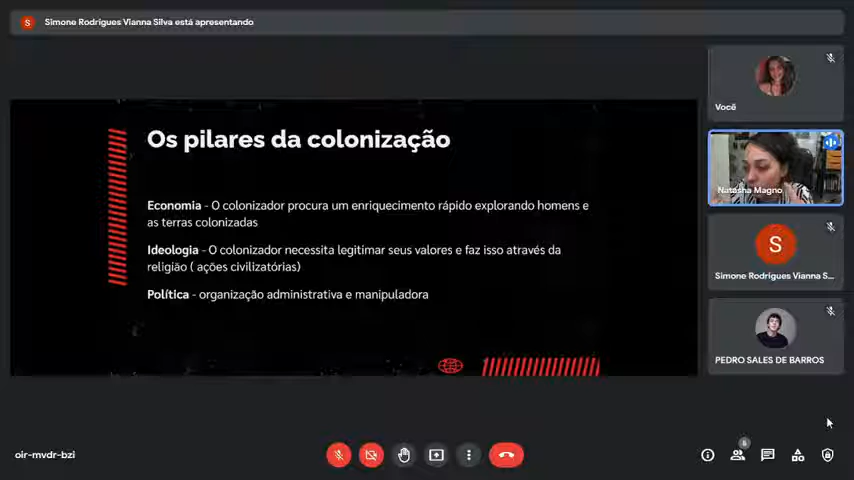 S Simone Rodrigues Vianna Silva está apresentando
Os pilares da colonização
Economia - O colonizador procura um enriquecimento rápido explorando homens e
as terras colonizadas
Ideologia - O colonizador necessita legitimar seus valores e faz isso através da
religião ( ações civilizatórias)
Política - organização administrativa e manipuladora
Você
Natasha Magno
S
Simone Rodrigues Vianna S...
PEDRO SALES DE BARROS
oir-mvdr-bzi